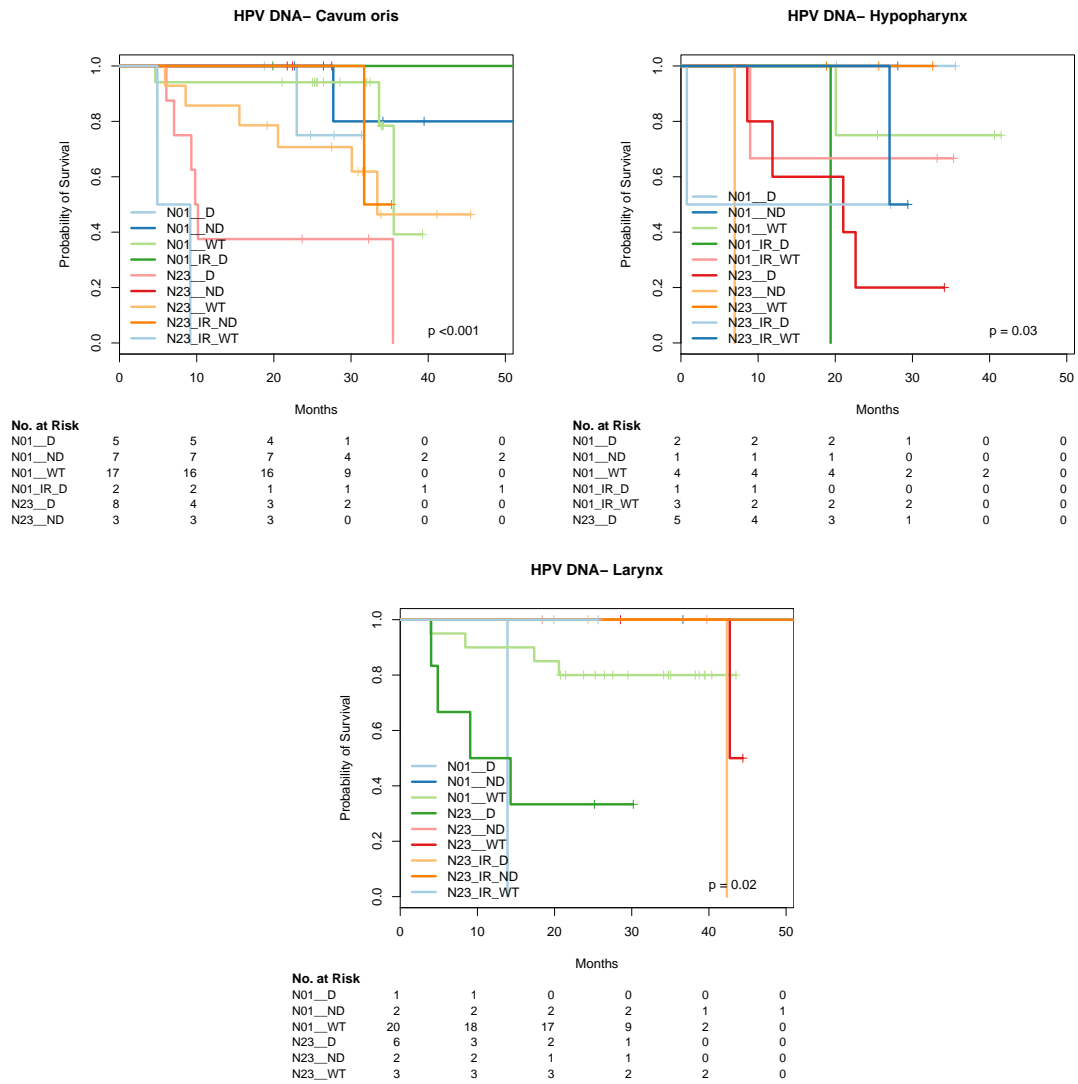 HPV DNA− Cavum oris
Probability of Survival
1.0
0.8
0.6
0.4
0.2
0.0
N01__D
N01__ND
N01__WT
N01_IR_D
N23__D
N23__ND
N23__WT
N23_IR_ND
N23_IR_WT
p <0.001
0 10 20 30 40 50
Months
No. at Risk
N01__D 5 5 4 1 0 0
N01__ND 7 7 7 4 2 2
N01__WT 17 16 16 9 0 0
N01_IR_D 2 2 1 1 1 1
N23__D 8 4 3 2 0 0
N23__ND 3 3 3 0 0 0
HPV DNA− Hypopharynx
Probability of Survival
1.0
0.8
0.6
0.4
0.2
0.0
N01__D
N01__ND
N01__WT
N01_IR_D
N01_IR_WT
N23__D
N23__ND
N23__WT
N23_IR_D
N23_IR_WT
p = 0.03
0 10 20 30 40 50
Months
No. at Risk
N01__D 2 2 2 1 0 0
N01__ND 1 1 1 0 0 0
N01__WT 4 4 4 2 2 0
N01_IR_D 1 1 0 0 0 0
N01_IR_WT 3 2 2 2 0 0
N23__D 5 4 3 1 0 0
HPV DNA− Larynx
Probability of Survival
1.0
0.8
0.6
0.4
0.2
0.0
N01__D
N01__ND
N01__WT
N23__D
N23__ND
N23__WT
N23_IR_D
N23_IR_ND
N23_IR_WT
p = 0.02
0 10 20 30 40 50
Months
No. at Risk
N01__D 1 1 0 0 0 0
N01__ND 2 2 2 2 1 1
N01__WT 20 18 17 9 2 0
N23__D 6 3 2 1 0 0
N23__ND 2 2 1 1 0 0
N23__WT 3 3 3 2 2 0